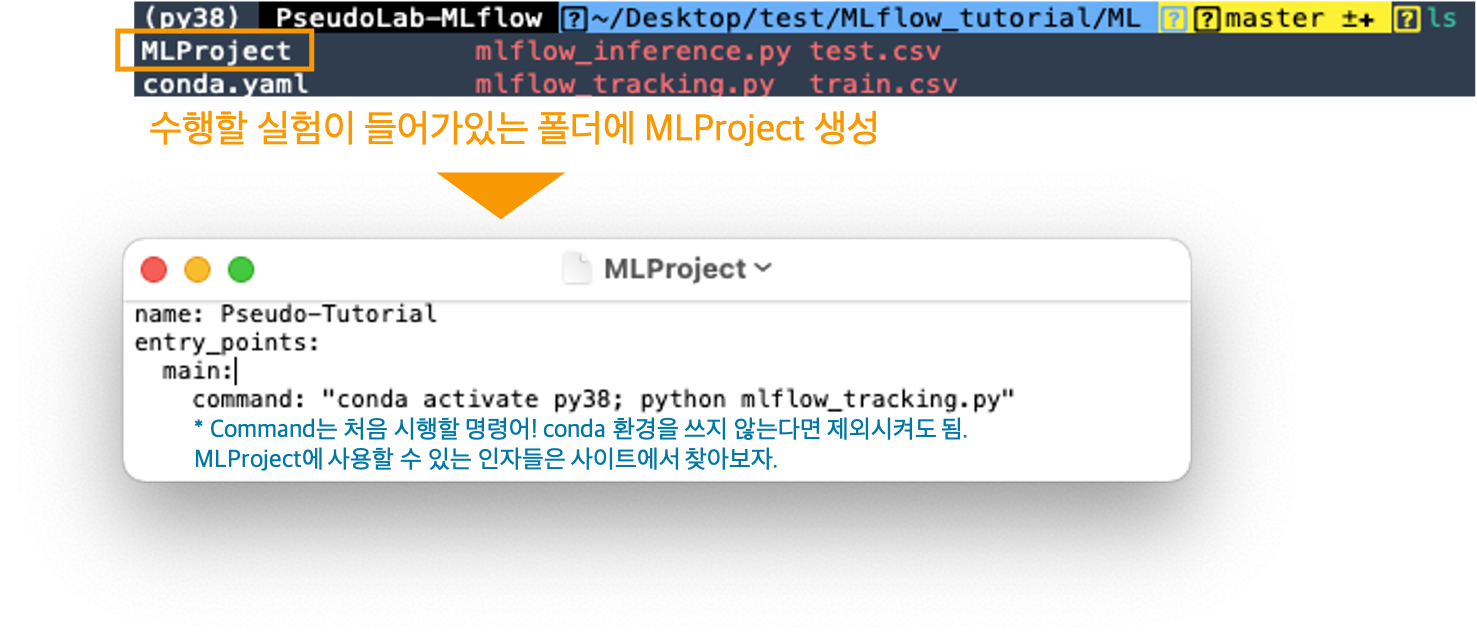 (py38) PseudoLab-MLflow ~/Desktop/test/MLflow_tutorial/ML master ±+ ls
MLProject mlflow_inference.py test.csv
conda.yaml mlflow_tracking.py train.csv
수행할 실험이 들어가있는 폴더에 MLProject 생성
MLProject
name: Pseudo-Tutorial
entry_points:
main:
command: "conda activate py38; python mlflow_tracking.py"
* Command는 처음 시행할 명령어! conda 환경을 쓰지 않는다면 제외시켜도 됨.
MLProject에 사용할 수 있는 인자들은 사이트에서 찾아보자.